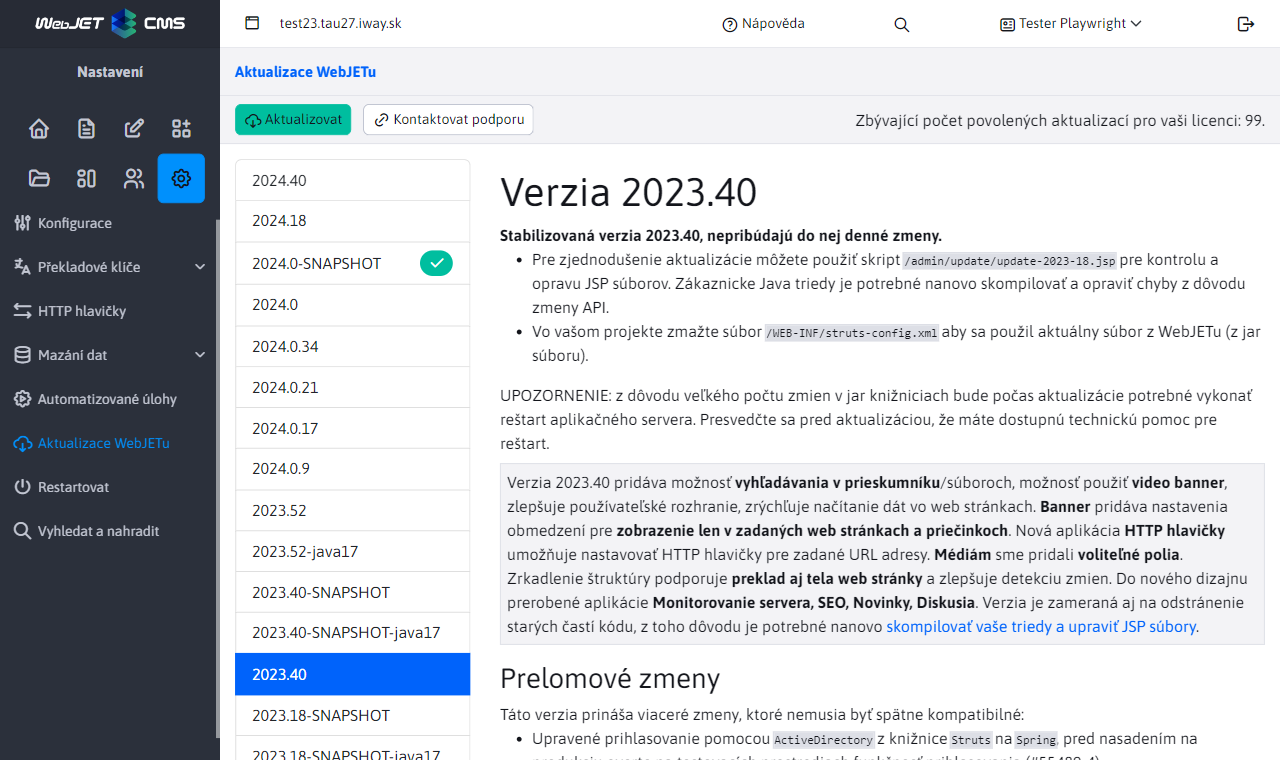 WebJET CMS
test23.tau27.iway.sk
Nápověda
Tester Playwright
Nastavení
Aktualizace WebJETu
Aktualizovat
Kontaktovat podporu
Zbývající počet povolených aktualizací pro vaši licenci: 99.
Konfigurace
Překladové klíče
HTTP hlavičky
Mazání dat
Automatizované úlohy
Aktualizace WebJETu
Restartovat
Vyhledat a nahradit
2024.40
2024.18
2024.0-SNAPSHOT
2024.0
2024.0.34
2024.0.21
2024.0.17
2024.0.9
2023.52
2023.52-java17
2023.40-SNAPSHOT
2023.40-SNAPSHOT-java17
2023.40
2023.18-SNAPSHOT
2023.18-SNAPSHOT-java17
Verzia 2023.40
Stabilizovaná verzia 2023.40, nepribúdajú do nej denné zmeny.
• Pre zjednodušenie aktualizácie môžete použiť skript /admin/update/update-2023-18.jsp pre kontrolu a
opravu JSP súborov. Zákaznicke Java triedy je potrebné nanovo skompilovať a opraviť chyby z dôvodu
zmeny API.
• Vo vašom projekte zmažte súbor /WEB-INF/struts-config.xml aby sa použil aktuálny súbor z WebJETu (z jar
súboru).
UPOZORNENIE: z dôvodu veľkého počtu zmien v jar knižniciach bude počas aktualizácie potrebné vykonať
reštart aplikačného servera. Presvedčte sa pred aktualizáciou, že máte dostupnú technickú pomoc pre
reštart.
Verzia 2023.40 pridáva možnosť vyhľadávania v prieskumníku/súboroch, možnosť použiť video banner,
zlepšuje používateľské rozhranie, zrýchľuje načítanie dát vo web stránkach. Banner pridáva nastavenia
obmedzení pre zobrazenie len v zadaných web stránkach a priečinkoch. Nová aplikácia HTTP hlavičky
umožňuje nastavovať HTTP hlavičky pre zadané URL adresy. Médiám sme pridali voliteľné polia.
Zrkadlenie štruktúry podporuje preklad aj tela web stránky a zlepšuje detekciu zmien. Do nového dizajnu
prerobené aplikácie Monitorovanie servera, SEO, Novinky, Diskusia. Verzia je zameraná aj na odstránenie
starých častí kódu, z toho dôvodu je potrebné nanovo skompilovať vaše triedy a upraviť JSP súbory.
Prelomové zmeny
Táto verzia prináša viaceré zmeny, ktoré nemusia byť spätne kompatibilné:
• Upravené prihlasovanie pomocou ActiveDirectory z knižnice Struts na Spring, pred nasadením na